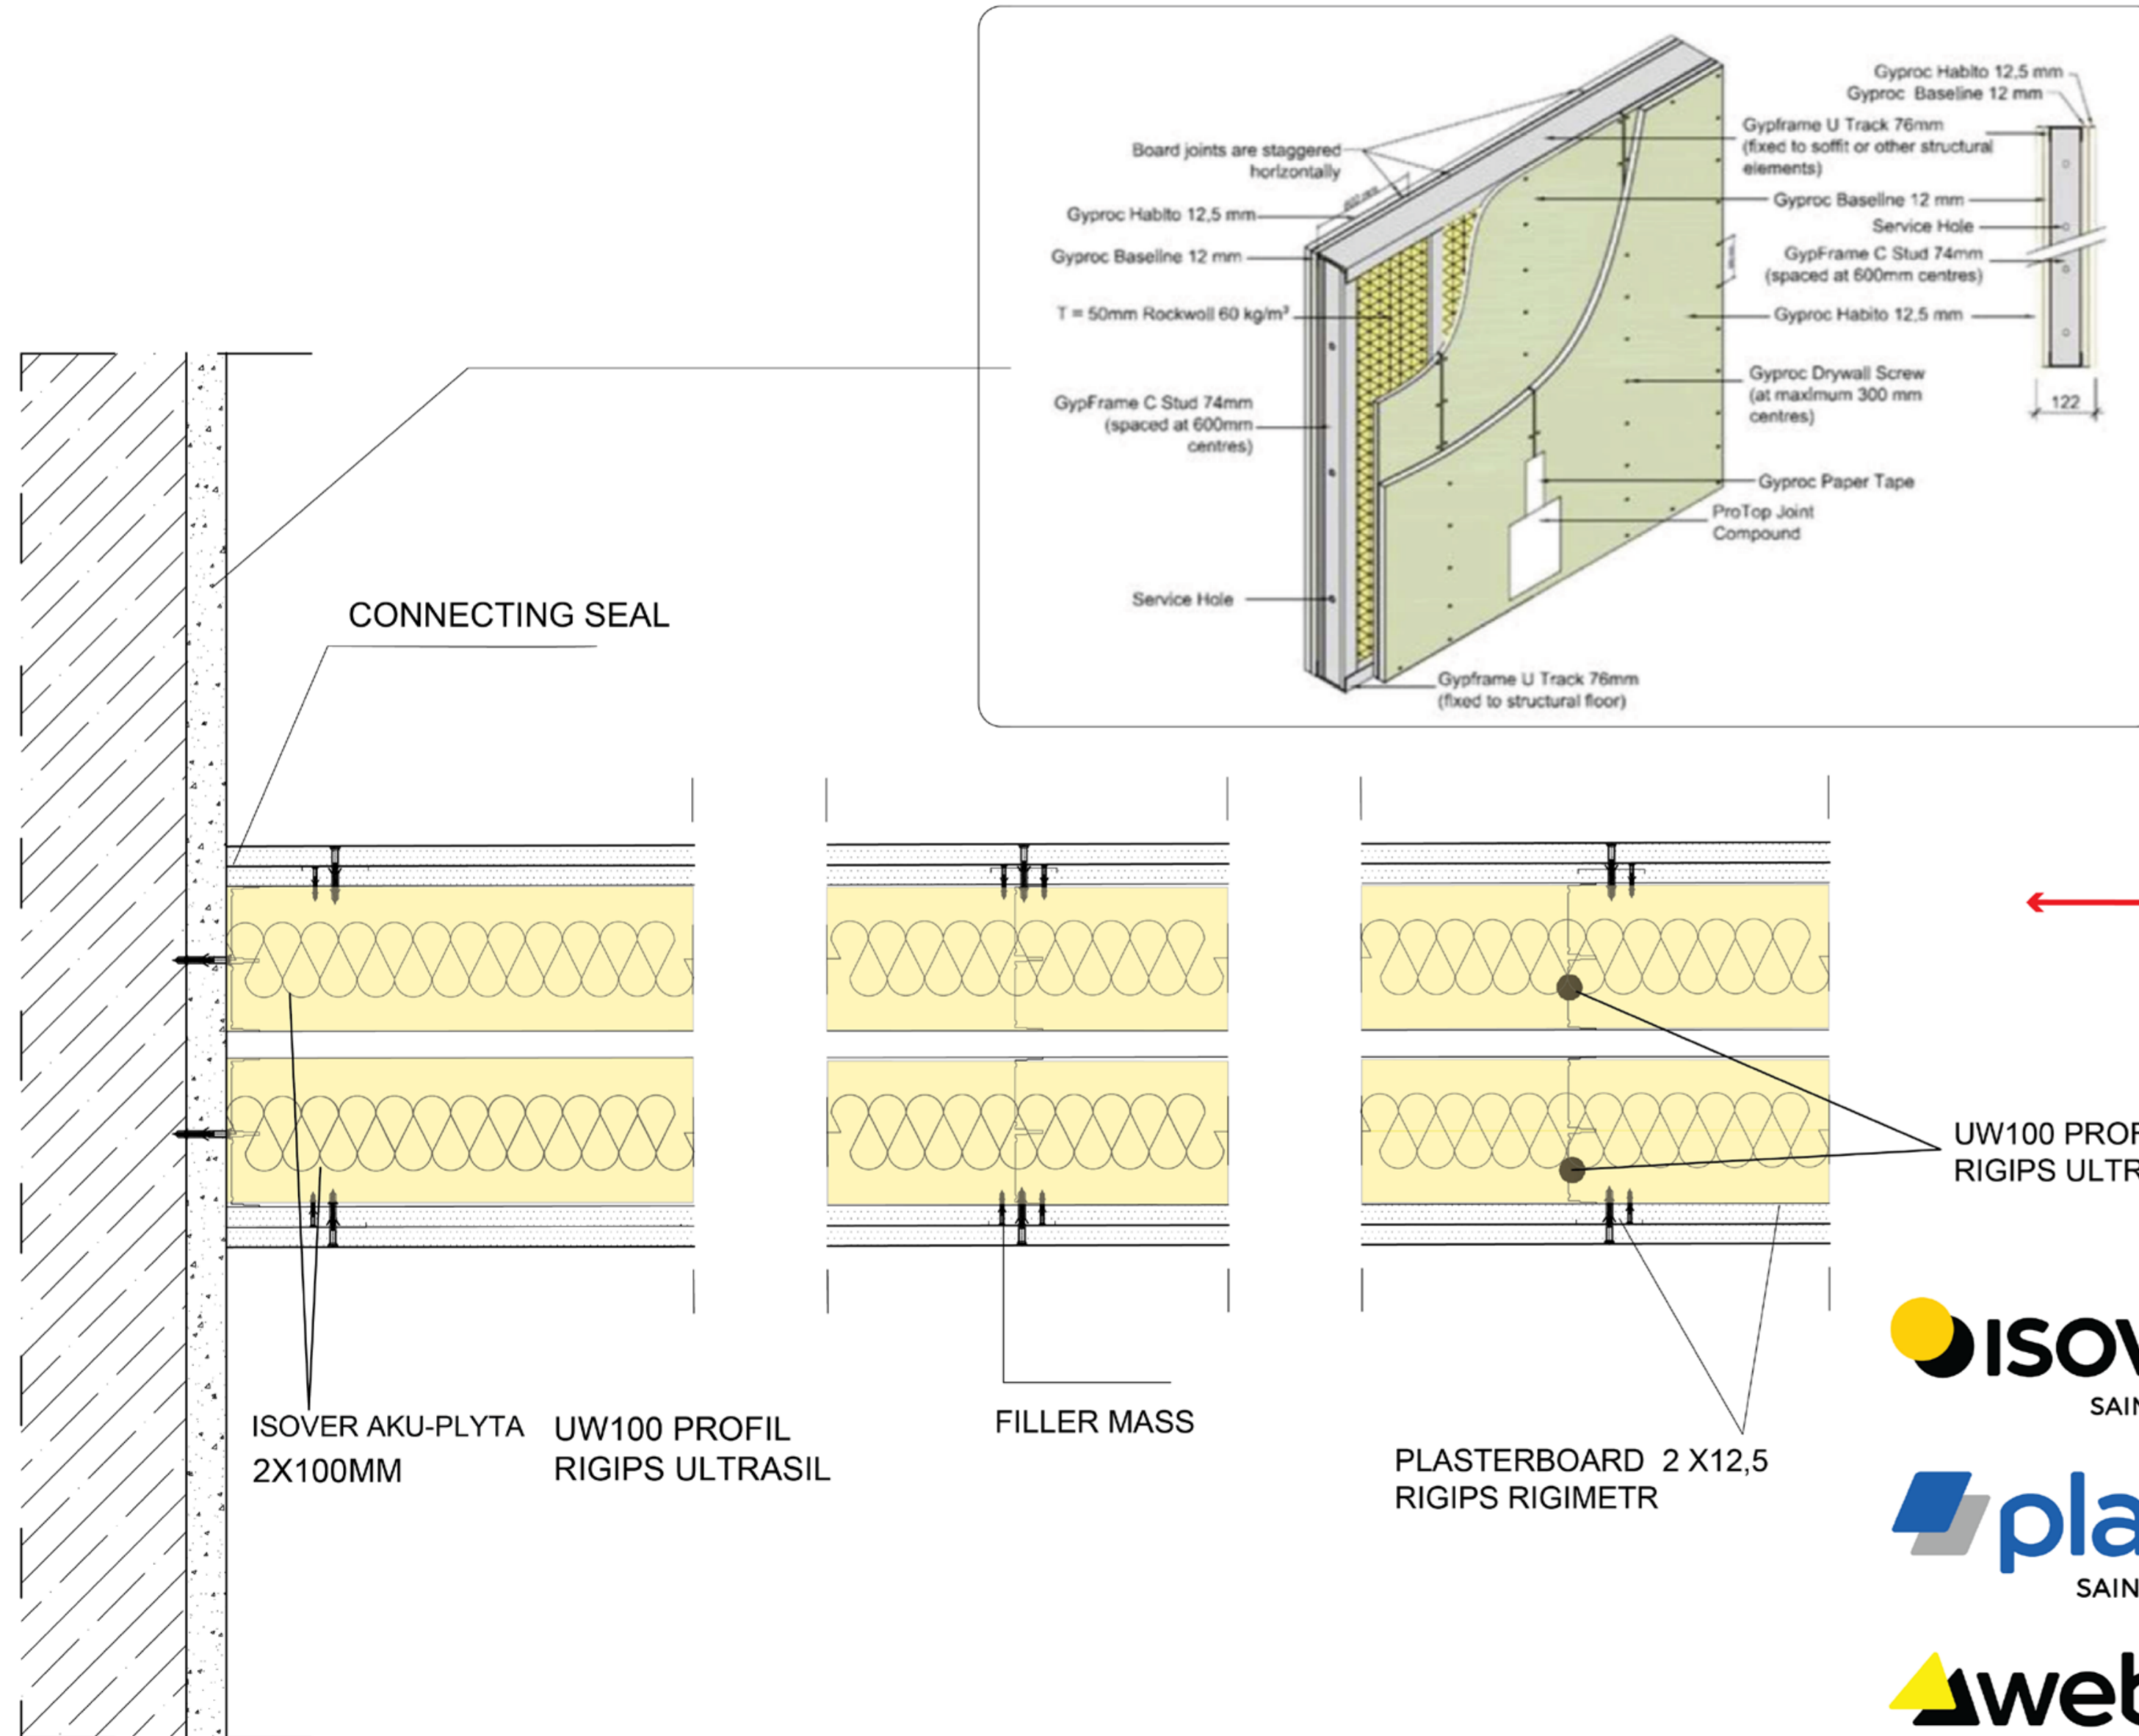 Board joints are staggered
horizontally
Gyproc Habito 12,5 mm
Gyproc Baseline 12 mm
T = 50mm Rockwoll 60 kg/m³
GypFrame C Stud 74mm
(spaced at 600mm
centres)
Service Hole
Gypframe U Track 76mm
(fixed to structural floor)
Gyproc Habito 12,5 mm
Gyproc Baseline 12 mm
Gypframe U Track 76mm
(fixed to soffit or other structural
elements)
Gyproc Baseline 12 mm
Service Hole
GypFrame C Stud 74mm
(spaced at 600mm centres)
Gyproc Habito 12,5 mm
Gyproc Drywall Screw
(at maximum 300 mm
centres)
Gyproc Paper Tape
ProTop Joint
Compound
122
CONNECTING SEAL
UW100 PROF
RIGIPS ULTR
ISOVER AKU-PLYTA
2X100MM
UW100 PROFIL
RIGIPS ULTRASIL
FILLER MASS
PLASTERBOARD 2 X12,5
RIGIPS RIGIMETR
ISOV
SAIN
pla
SAIN
web